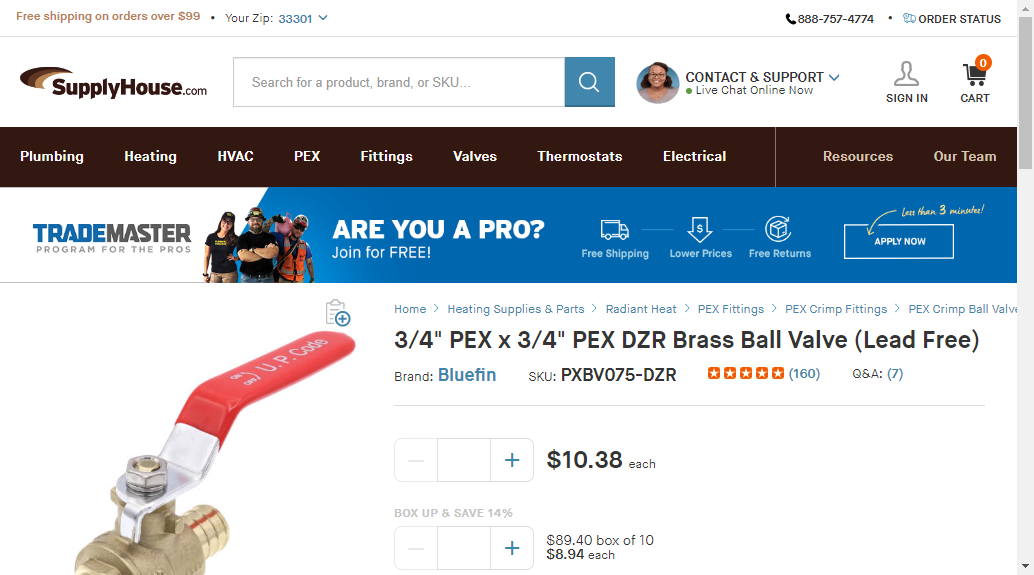 Free shipping on orders over $99 • Your Zip: 33301
888-757-4774 • ORDER STATUS
SupplyHouse.com
Search for a product, brand, or SKU...
CONTACT & SUPPORT
Live Chat Online Now
SIGN IN
0
CART
Plumbing Heating HVAC PEX Fittings Valves Thermostats Electrical Resources Our Team
TRADEMASTER
PROGRAM FOR THE PROS
ARE YOU A PRO?
Join for FREE!
Free Shipping
$
Lower Prices
Free Returns
Less than 3 minutes!
APPLY NOW
Home > Heating Supplies & Parts > Radiant Heat > PEX Fittings > PEX Crimp Fittings > PEX Crimp Ball Valve
3/4" PEX x 3/4" PEX DZR Brass Ball Valve (Lead Free)
Brand: Bluefin SKU: PXBV075-DZR (160) Q&A: (7)
ON
OFF
U.P. Code
— + $10.38 each
BOX UP & SAVE 14%
— + $89.40 box of 10
$8.94 each